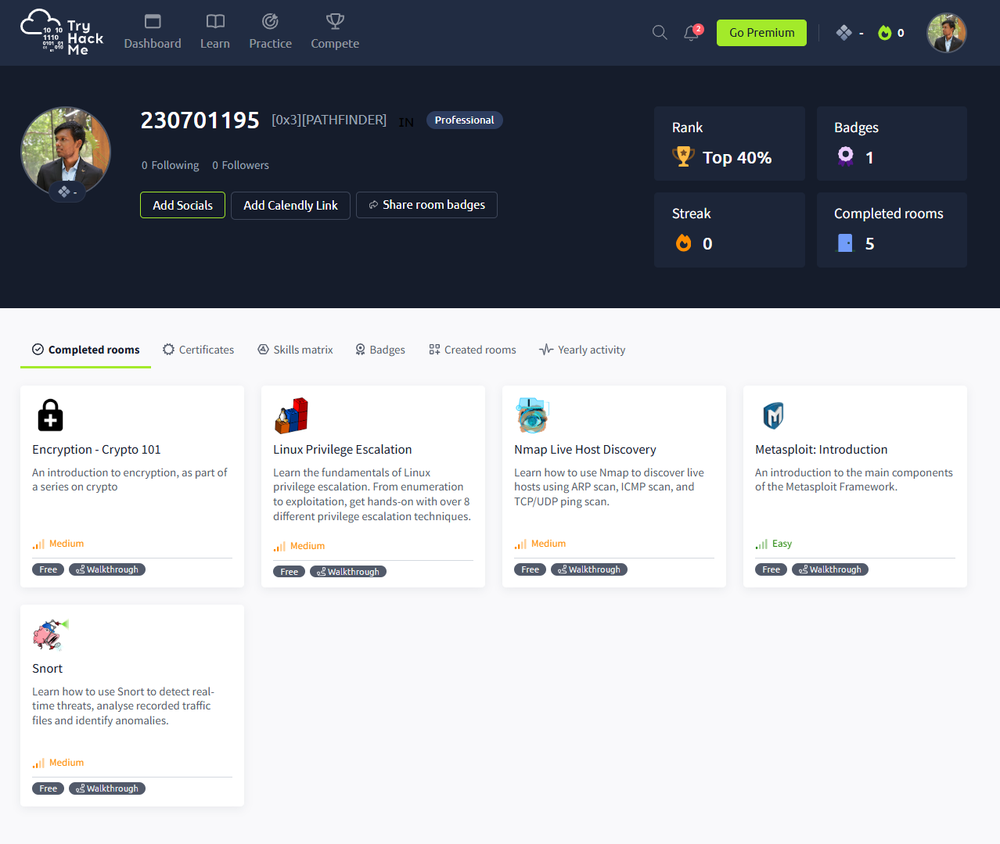 Try
Hack
Me
10 10
1110
0101 01
01 010
Dashboard
Learn
Practice
Compete
2
Go Premium
-
0
230701195 [0x3][PATHFINDER] IN Professional
0 Following 0 Followers
-
Add Socials
Add Calendly Link
Share room badges
Rank
Top 40%
Badges
1
Streak
0
Completed rooms
5
Completed rooms
Certificates
Skills matrix
Badges
Created rooms
Yearly activity
Encryption - Crypto 101
An introduction to encryption, as part of
a series on crypto
Medium
Free Walkthrough
Linux Privilege Escalation
Learn the fundamentals of Linux
privilege escalation. From enumeration
to exploitation, get hands-on with over 8
different privilege escalation techniques.
Medium
Free Walkthrough
Nmap Live Host Discovery
Learn how to use Nmap to discover live
hosts using ARP scan, ICMP scan, and
TCP/UDP ping scan.
Medium
Free Walkthrough
Metasploit: Introduction
An introduction to the main components
of the Metasploit Framework.
Easy
Free Walkthrough
Snort
Learn how to use Snort to detect real-
time threats, analyse recorded traffic
files and identify anomalies.
Medium
Free Walkthrough